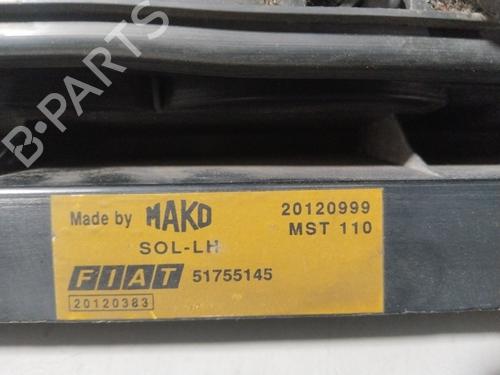 B-PARTS
Made by MAKO 20120999
MST 110
SOL-LH
FIAT 51755145
20120383